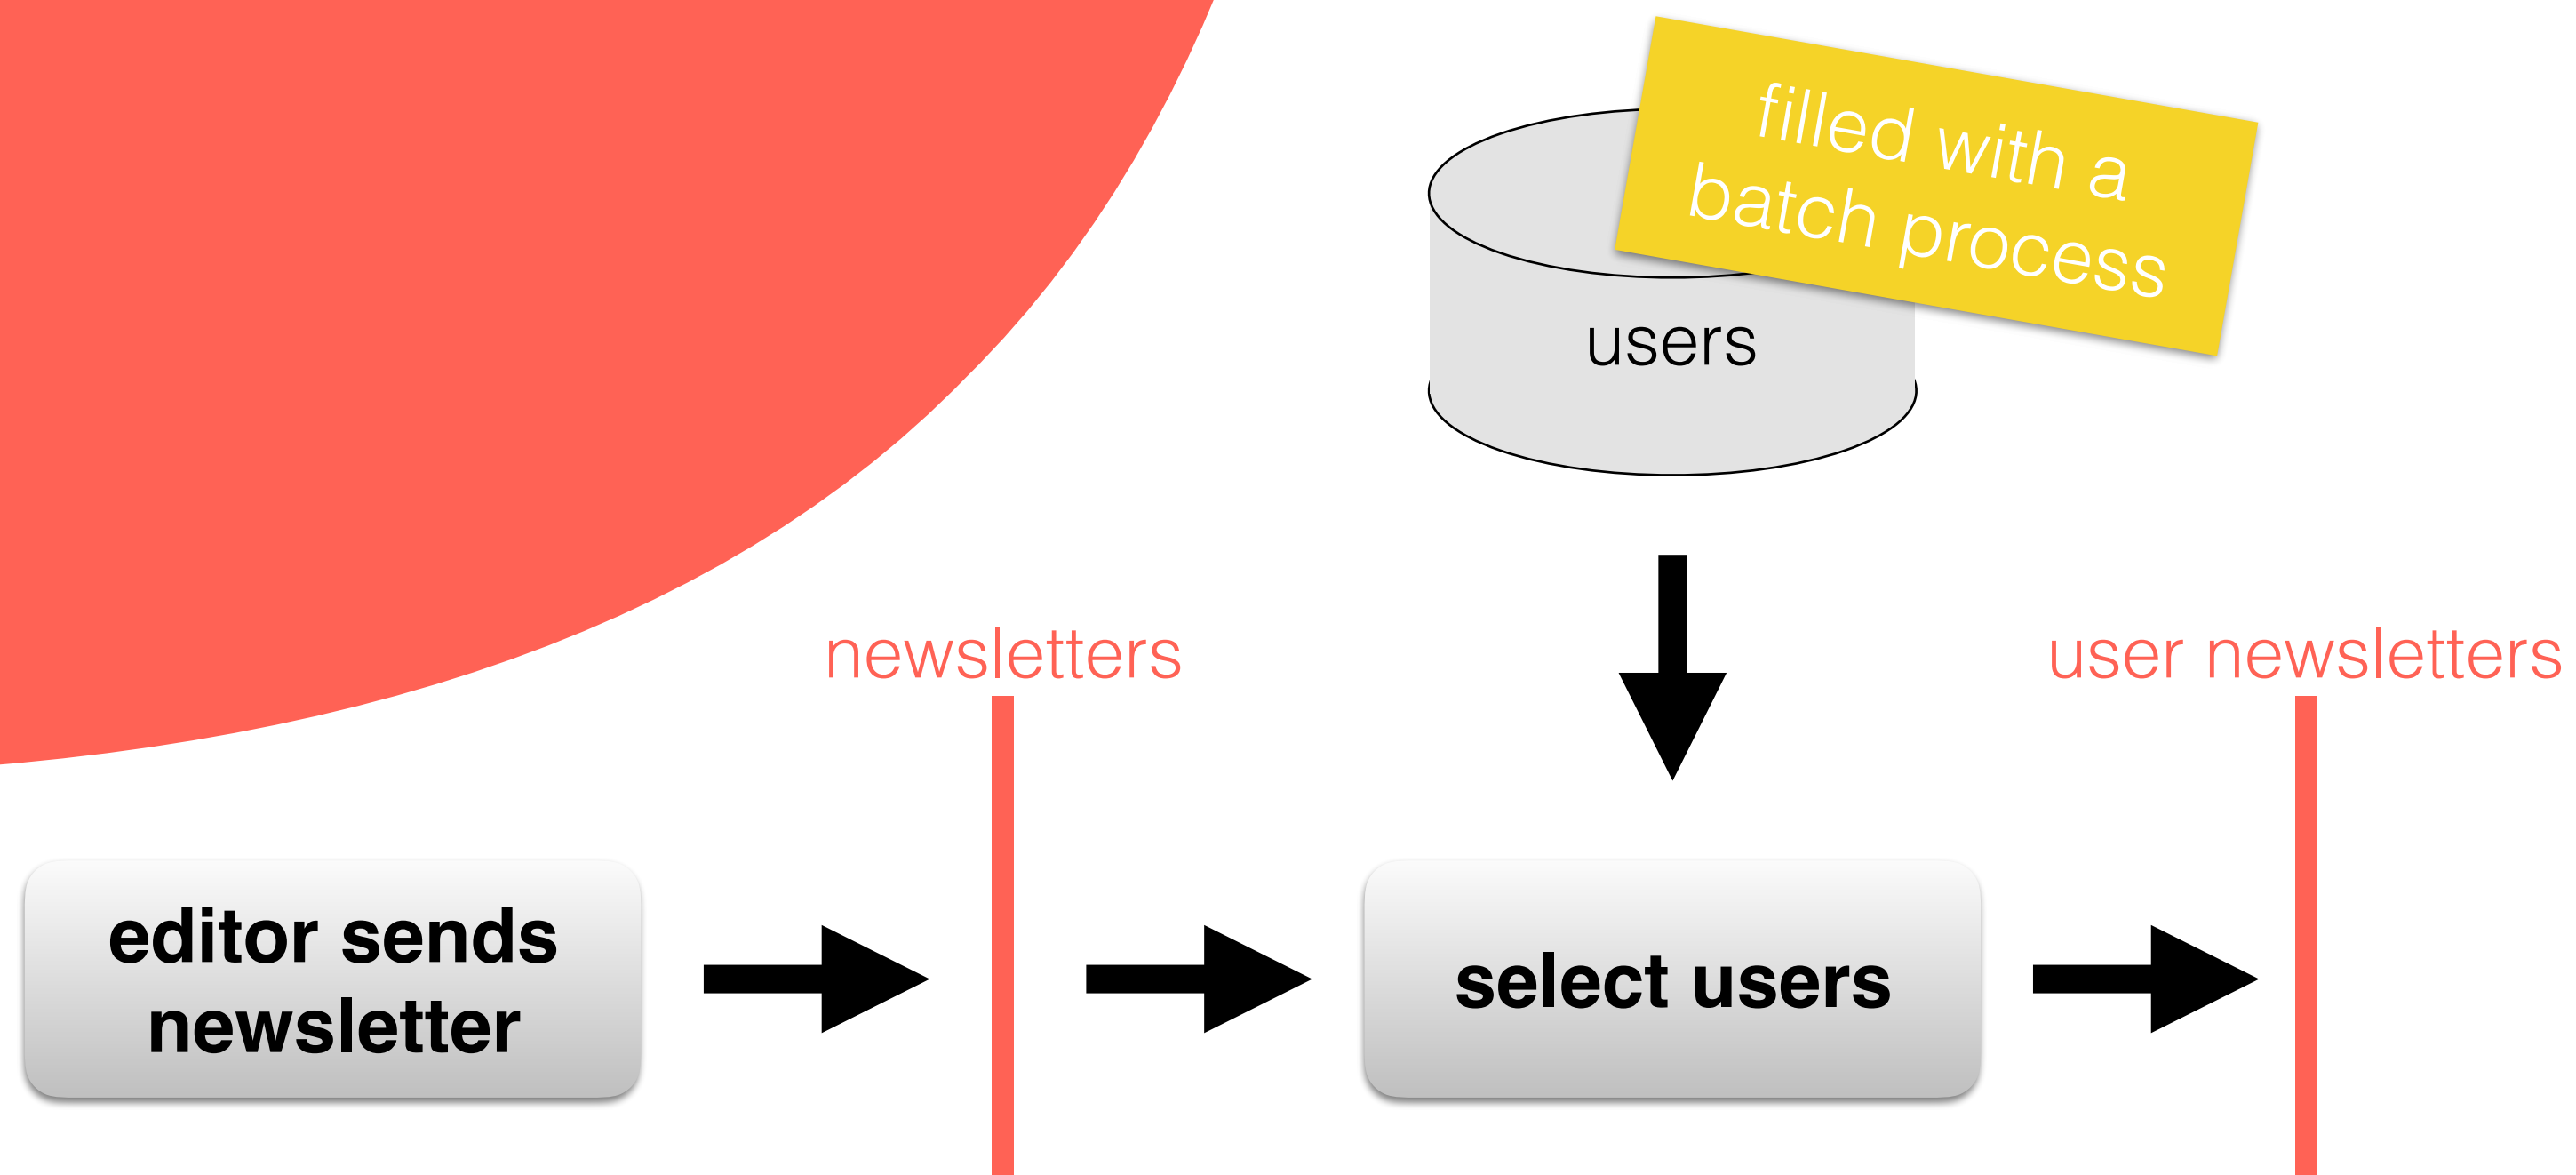 filled with a
batch process
users
newsletters
user newsletters
editor sends
newsletter
select users